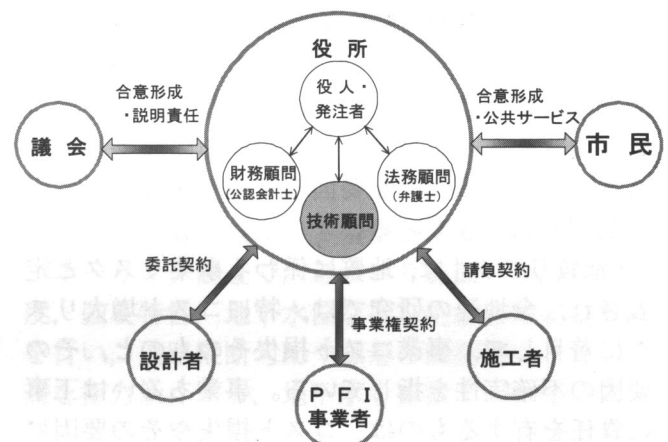 役 所
役 人・
発注者
合意形成
・説明責任
合意形成
・公共サービス
議 会
市 民
財務顧問
(公認会計士)
法務顧問
(弁護士)
技術顧問
委託契約
請負契約
事業権契約
設計者
施工者
P F I
事業者